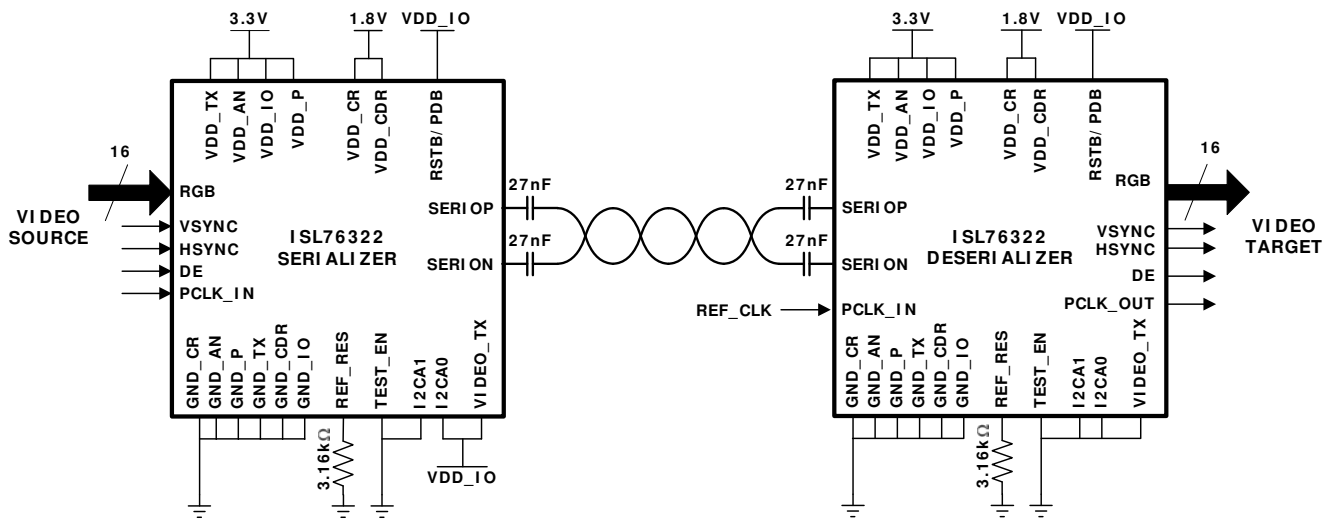 3.3V
1.8V
VDD_IO
3.3V
1.8V
VDD_IO
VDD_TX
VDD_AN
VDD_IO
VDD_P
VDD_CR
VDD_CDR
RSTB/PDB
VDD_TX
VDD_AN
VDD_IO
VDD_P
VDD_CR
VDD_CDR
RSTB/PDB
16
RGB
VIDEO
SOURCE
VSYNC
HSYNC
DE
PCLK_IN
ISL76322
SERIALIZER
SERIOP
SERION
27nF
27nF
27nF
27nF
SERIOP
SERION
REF_CLK
PCLK_IN
ISL76322
DESERIALIZER
16
RGB
VSYNC
HSYNC
DE
PCLK_OUT
VIDEO
TARGET
GND_CR
GND_AN
GND_P
GND_TX
GND_CDR
GND_IO
REF_RES
TEST_EN
I2CA1
I2CA0
VIDEO_TX
GND_CR
GND_AN
GND_P
GND_TX
GND_CDR
GND_IO
REF_RES
TEST_EN
I2CA1
I2CA0
VIDEO_TX
3.16kΩ
VDD_IO
3.16kΩ